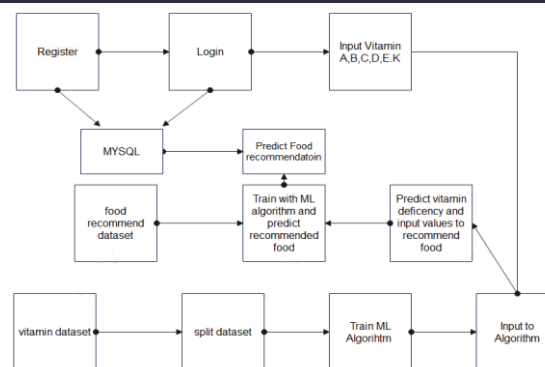 Register
Login
Input Vitamin
A,B,C,D,E.K
MYSQL
Predict Food
recommendatoin
food
recommend
dataset
Train with ML
algorithm and
predict
recommended
food
Predict vitamin
deficency and
input values to
recommend
food
vitamin dataset
split dataset
Train ML
Algorihtm
Input to
Algorithm